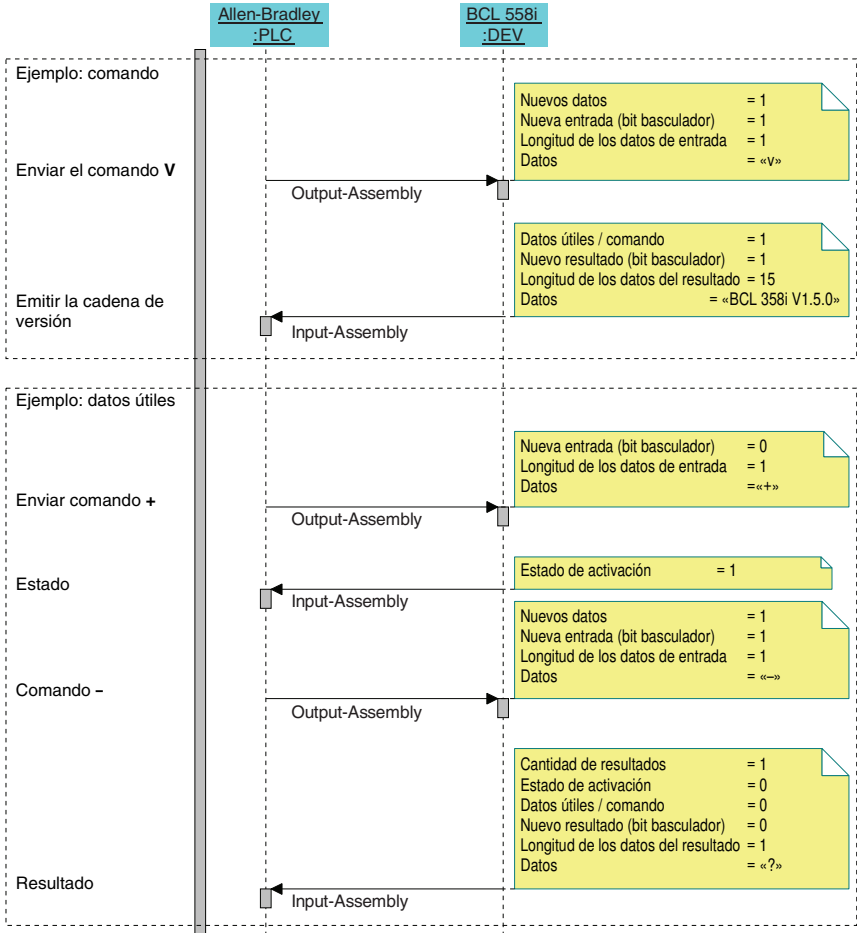 Allen-Bradley
:PLC
BCL 558i
:DEV
Ejemplo: comando
Nuevos datos = 1
Nueva entrada (bit basculador) = 1
Longitud de los datos de entrada = 1
Datos = «v»
Enviar el comando V
Output-Assembly
Datos útiles / comando = 1
Nuevo resultado (bit basculador) = 1
Longitud de los datos del resultado = 15
Datos = «BCL 358i V1.5.0»
Emitir la cadena de
versión
Input-Assembly
Ejemplo: datos útiles
Nueva entrada (bit basculador) = 0
Longitud de los datos de entrada = 1
Datos =«+»
Enviar comando +
Output-Assembly
Estado de activación = 1
Estado
Input-Assembly
Nuevos datos = 1
Nueva entrada (bit basculador) = 1
Longitud de los datos de entrada = 1
Datos = «–»
Comando –
Output-Assembly
Cantidad de resultados = 1
Estado de activación = 0
Datos útiles / comando = 0
Nuevo resultado (bit basculador) = 0
Longitud de los datos del resultado = 1
Datos = «?»
Resultado
Input-Assembly